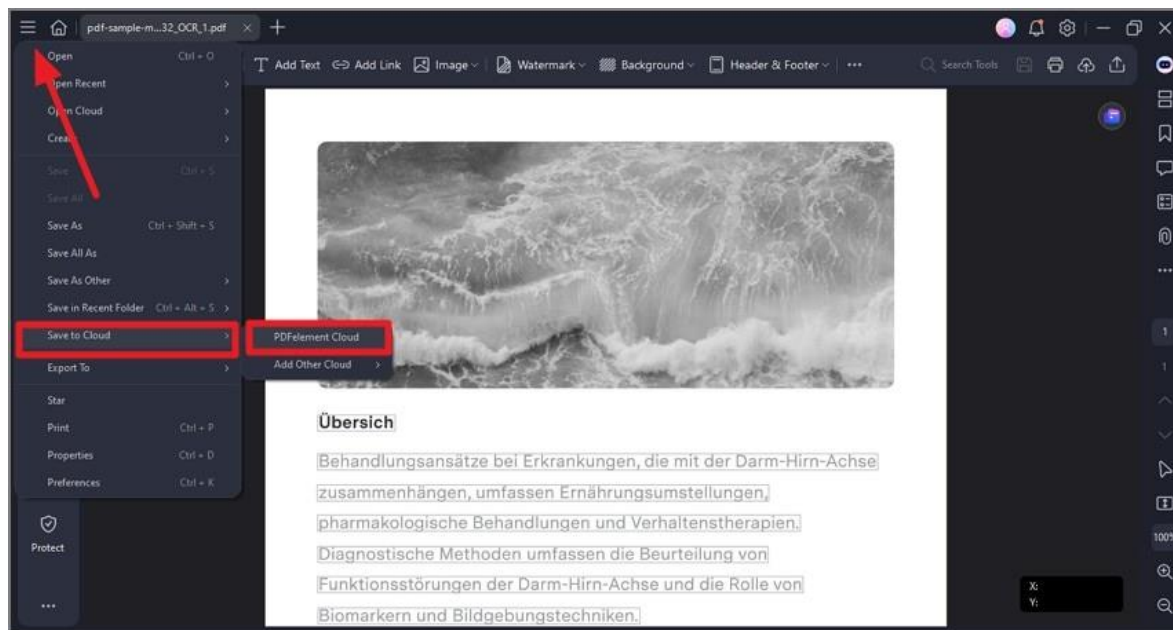 pdf-sample-m...32_OCR_1.pdf
Open Ctrl + O
Open Recent
Open Cloud
Create
Save Ctrl + S
Save All
Save As Ctrl + Shift + S
Save All As
Save As Other
Save in Recent Folder Ctrl + Alt + S
Save to Cloud
Export To
Star
Print Ctrl + P
Properties Ctrl + D
Preferences Ctrl + K
PDFelement Cloud
Add Other Cloud
Protect
Add Text Add Link Image Watermark Background Header & Footer Search Tools
Übersich
Behandlungsansätze bei Erkrankungen, die mit der Darm-Hirn-Achse
zusammenhängen, umfassen Ernährungsumstellungen,
pharmakologische Behandlungen und Verhaltenstherapien.
Diagnostische Methoden umfassen die Beurteilung von
Funktionsstörungen der Darm-Hirn-Achse und die Rolle von
Biomarkern und Bildgebungstechniken.
1
1
100%
X:
Y: